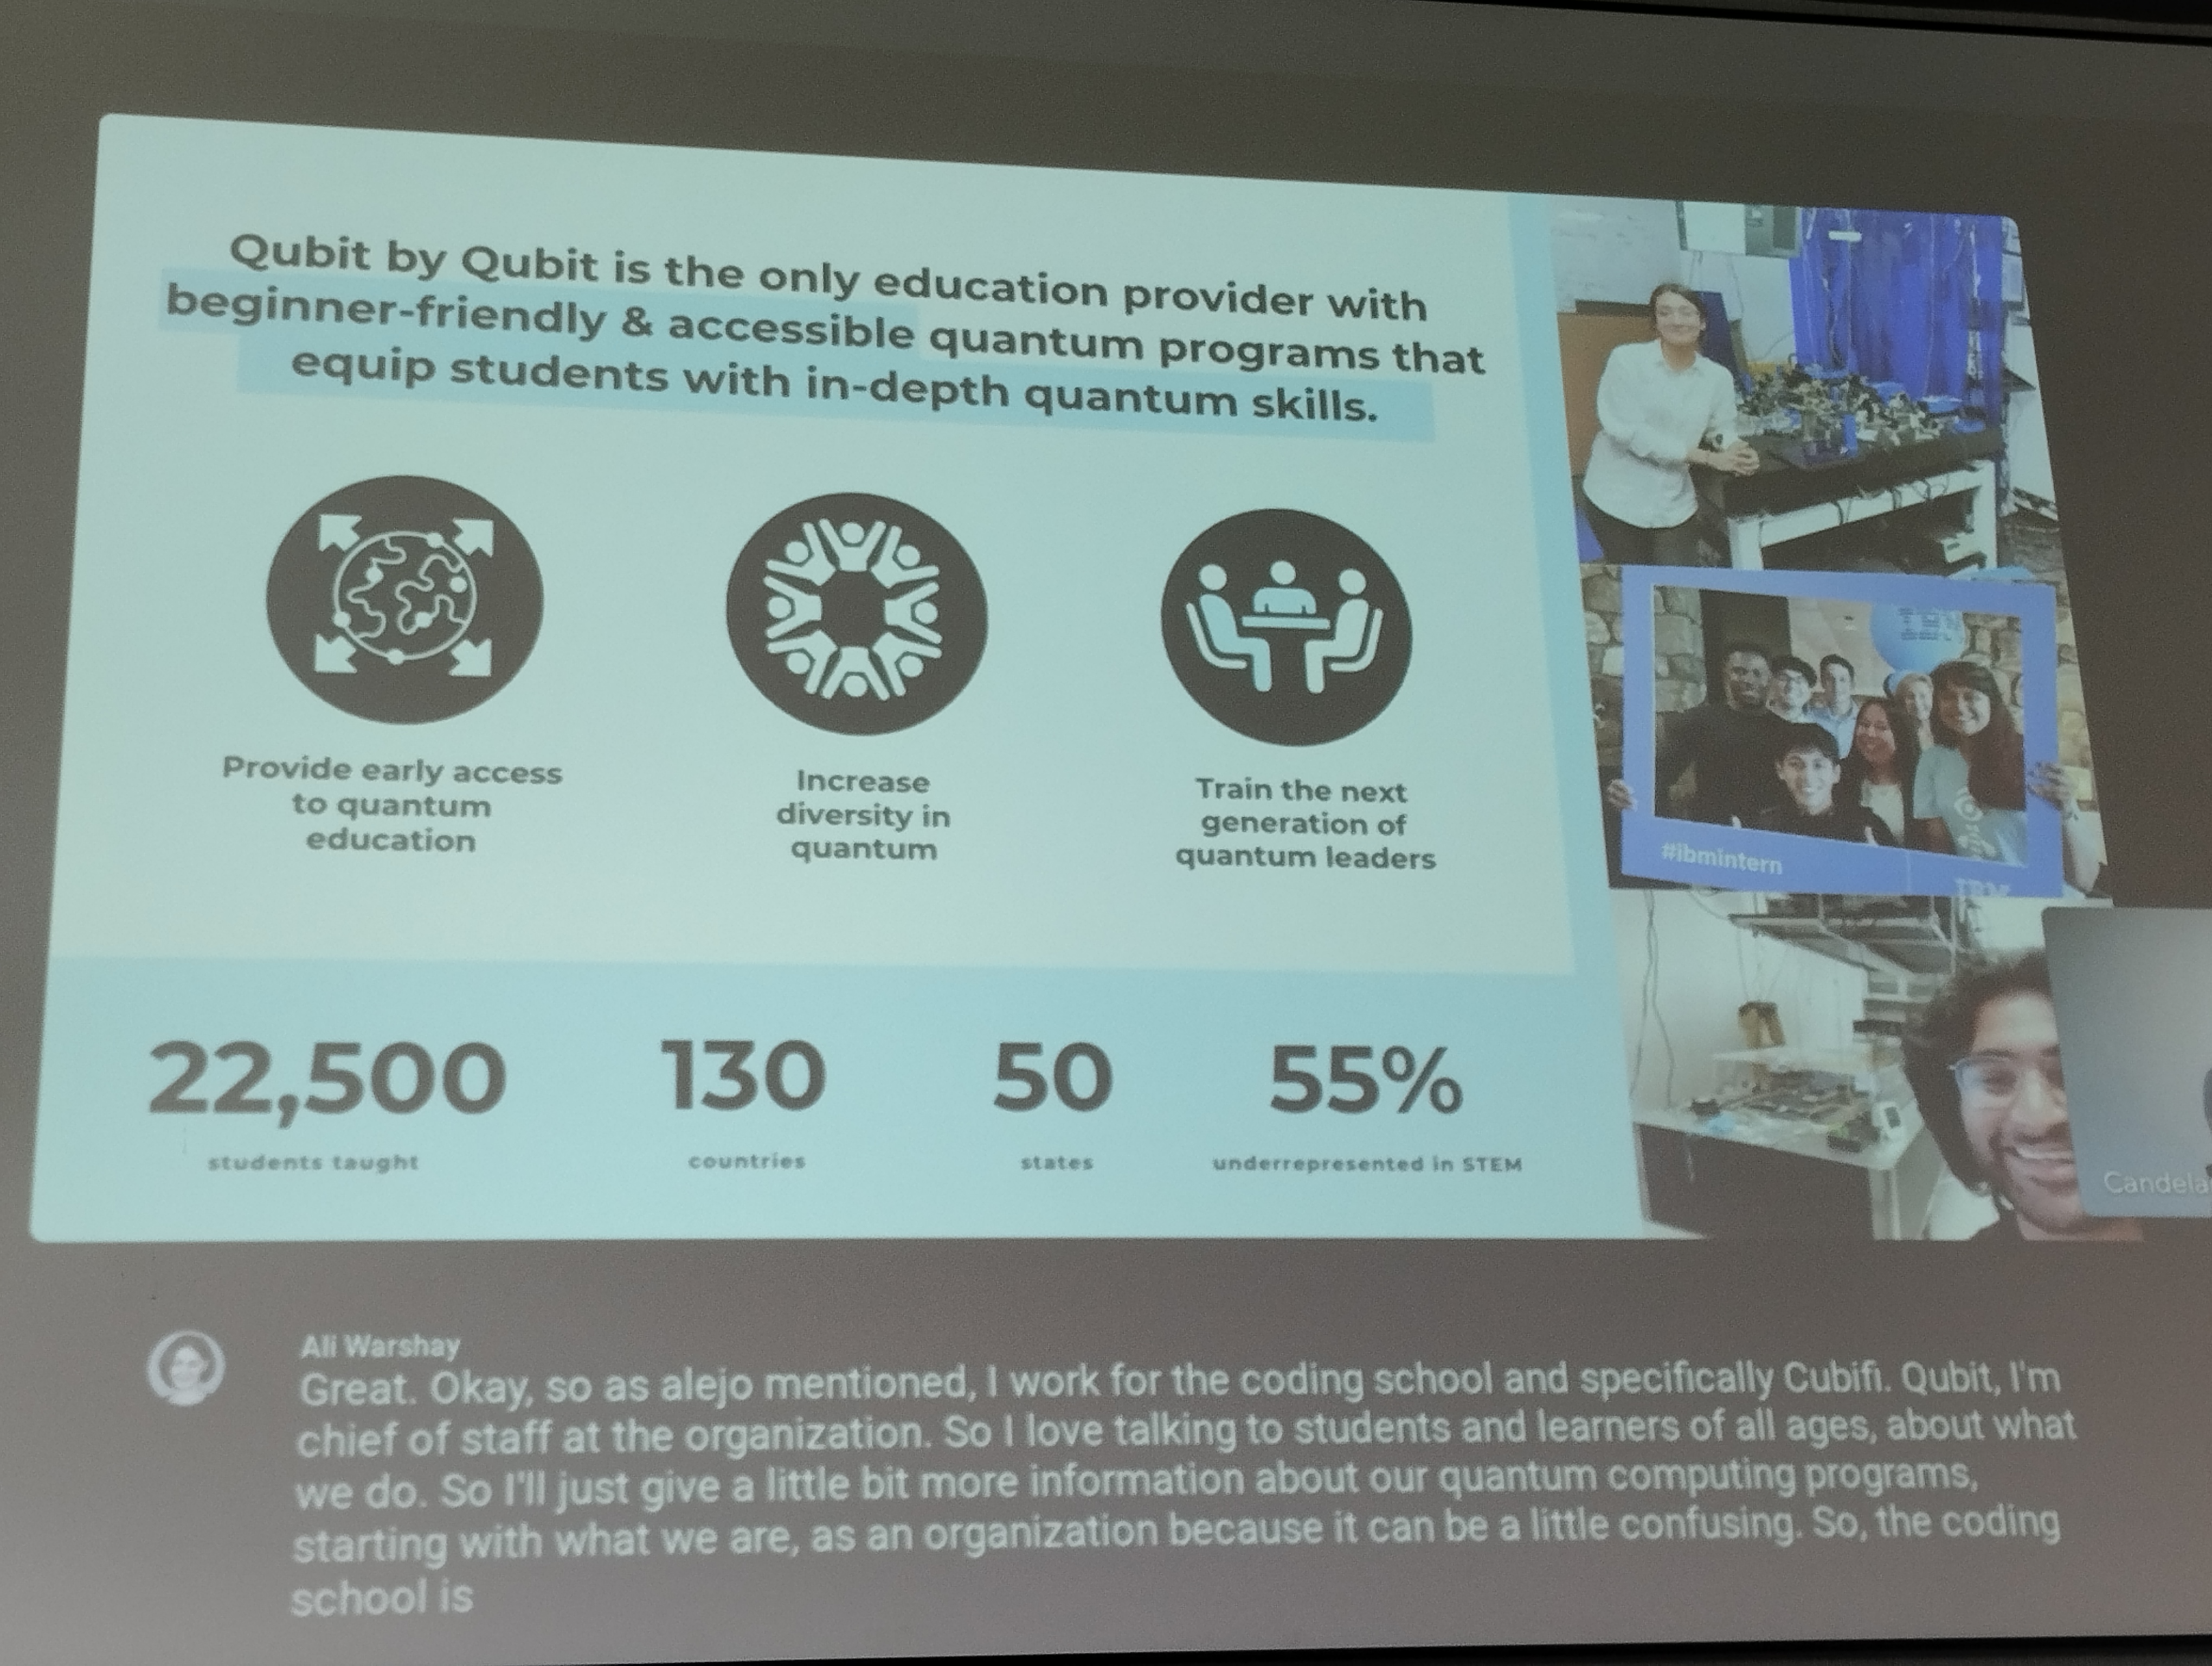 Qubit by Qubit is the only education provider with
beginner-friendly & accessible quantum programs that
equip students with in-depth quantum skills.
Provide early access
to quantum
education
Increase
diversity in
quantum
Train the next
generation of
quantum leaders
22,500
students taught
130
countries
50
states
55%
underrepresented in STEM
IBM
#ibmintern
IBM
Candela
Ali Warshay
Great. Okay, so as alejo mentioned, I work for the coding school and specifically Cubifi. Qubit, I'm
chief of staff at the organization. So I love talking to students and learners of all ages, about what
we do. So I'll just give a little bit more information about our quantum computing programs,
starting with what we are, as an organization because it can be a little confusing. So, the coding
school is